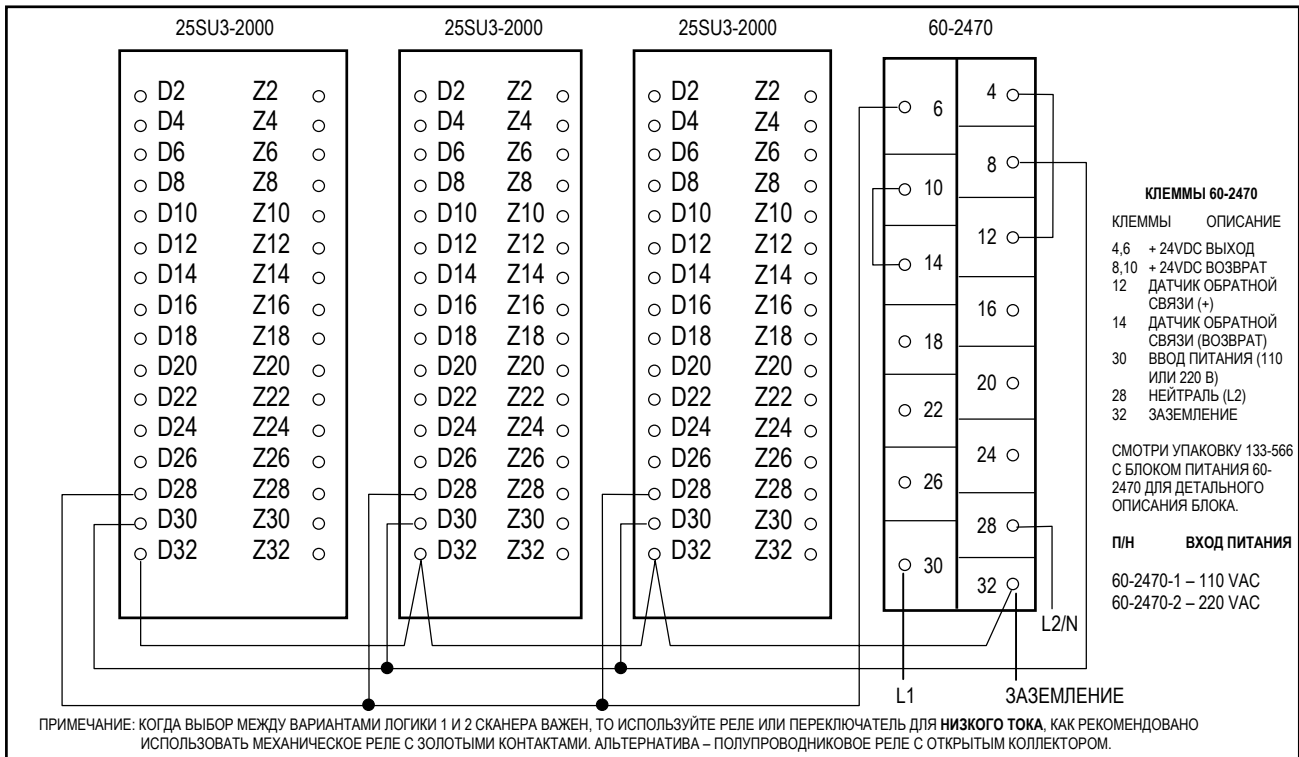 25SU3-2000 25SU3-2000 25SU3-2000 60-2470
D2 Z2 D2 Z2 D2 Z2
D4 Z4 D4 Z4 D4 Z4
D6 Z6 D6 Z6 D6 Z6
D8 Z8 D8 Z8 D8 Z8
D10 Z10 D10 Z10 D10 Z10
D12 Z12 D12 Z12 D12 Z12
D14 Z14 D14 Z14 D14 Z14
D16 Z16 D16 Z16 D16 Z16
D18 Z18 D18 Z18 D18 Z18
D20 Z20 D20 Z20 D20 Z20
D22 Z22 D22 Z22 D22 Z22
D24 Z24 D24 Z24 D24 Z24
D26 Z26 D26 Z26 D26 Z26
D28 Z28 D28 Z28 D28 Z28
D30 Z30 D30 Z30 D30 Z30
D32 Z32 D32 Z32 D32 Z32
4
6
8
10
12
14
16
18
20
22
24
26
28
30
32
L2/N
L1 ЗАЗЕМЛЕНИЕ
КЛЕММЫ 60-2470
КЛЕММЫ ОПИСАНИЕ
4,6 + 24VDC ВЫХОД
8,10 + 24VDC ВОЗВРАТ
12 ДАТЧИК ОБРАТНОЙ
СВЯЗИ (+)
14 ДАТЧИК ОБРАТНОЙ
СВЯЗИ (ВОЗВРАТ)
30 ВВОД ПИТАНИЯ (110
ИЛИ 220 В)
28 НЕЙТРАЛЬ (L2)
32 ЗАЗЕМЛЕНИЕ
СМОТРИ УПАКОВКУ 133-566
С БЛОКОМ ПИТАНИЯ 60-
2470 ДЛЯ ДЕТАЛЬНОГО
ОПИСАНИЯ БЛОКА.
П/Н ВХОД ПИТАНИЯ
60-2470-1 – 110 VAC
60-2470-2 – 220 VAC
ПРИМЕЧАНИЕ: КОГДА ВЫБОР МЕЖДУ ВАРИАНТАМИ ЛОГИКИ 1 И 2 СКАНЕРА ВАЖЕН, ТО ИСПОЛЬЗУЙТЕ РЕЛЕ ИЛИ ПЕРЕКЛЮЧАТЕЛЬ ДЛЯ НИЗКОГО ТОКА, КАК РЕКОМЕНДОВАНО
ИСПОЛЬЗОВАТЬ МЕХАНИЧЕСКОЕ РЕЛЕ С ЗОЛОТЫМИ КОНТАКТАМИ. АЛЬТЕРНАТИВА – ПОЛУПРОВОДНИКОВОЕ РЕЛЕ С ОТКРЫТЫМ КОЛЛЕКТОРОМ.